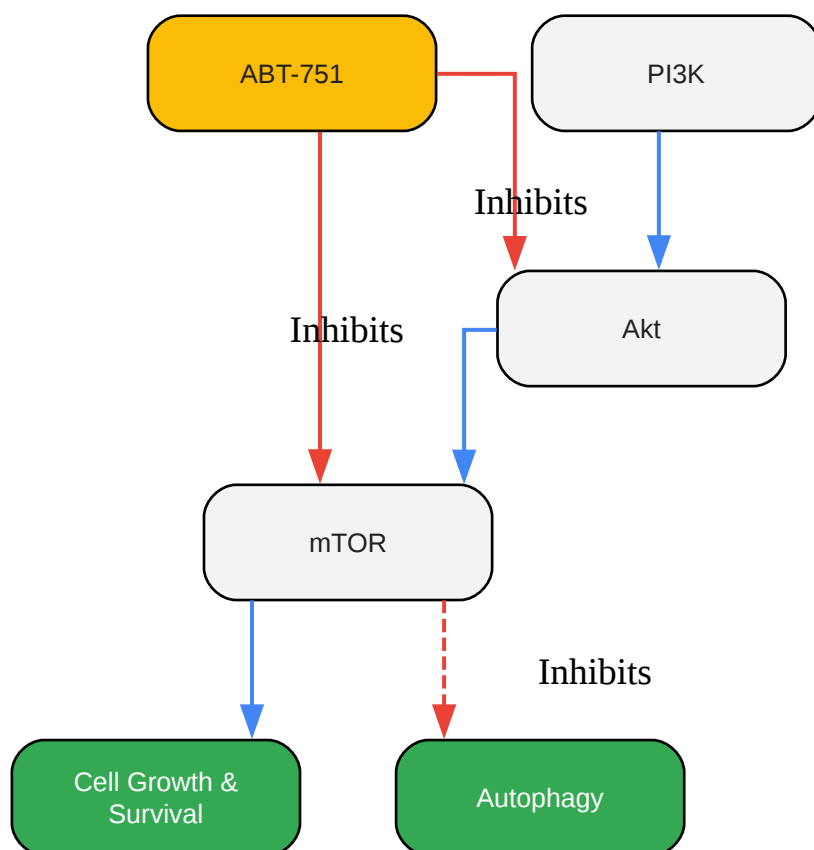 ABT-751
PI3K
Inhibits
Inhibits
Akt
mTOR
Inhibits
Cell Growth &
Survival
Autophagy